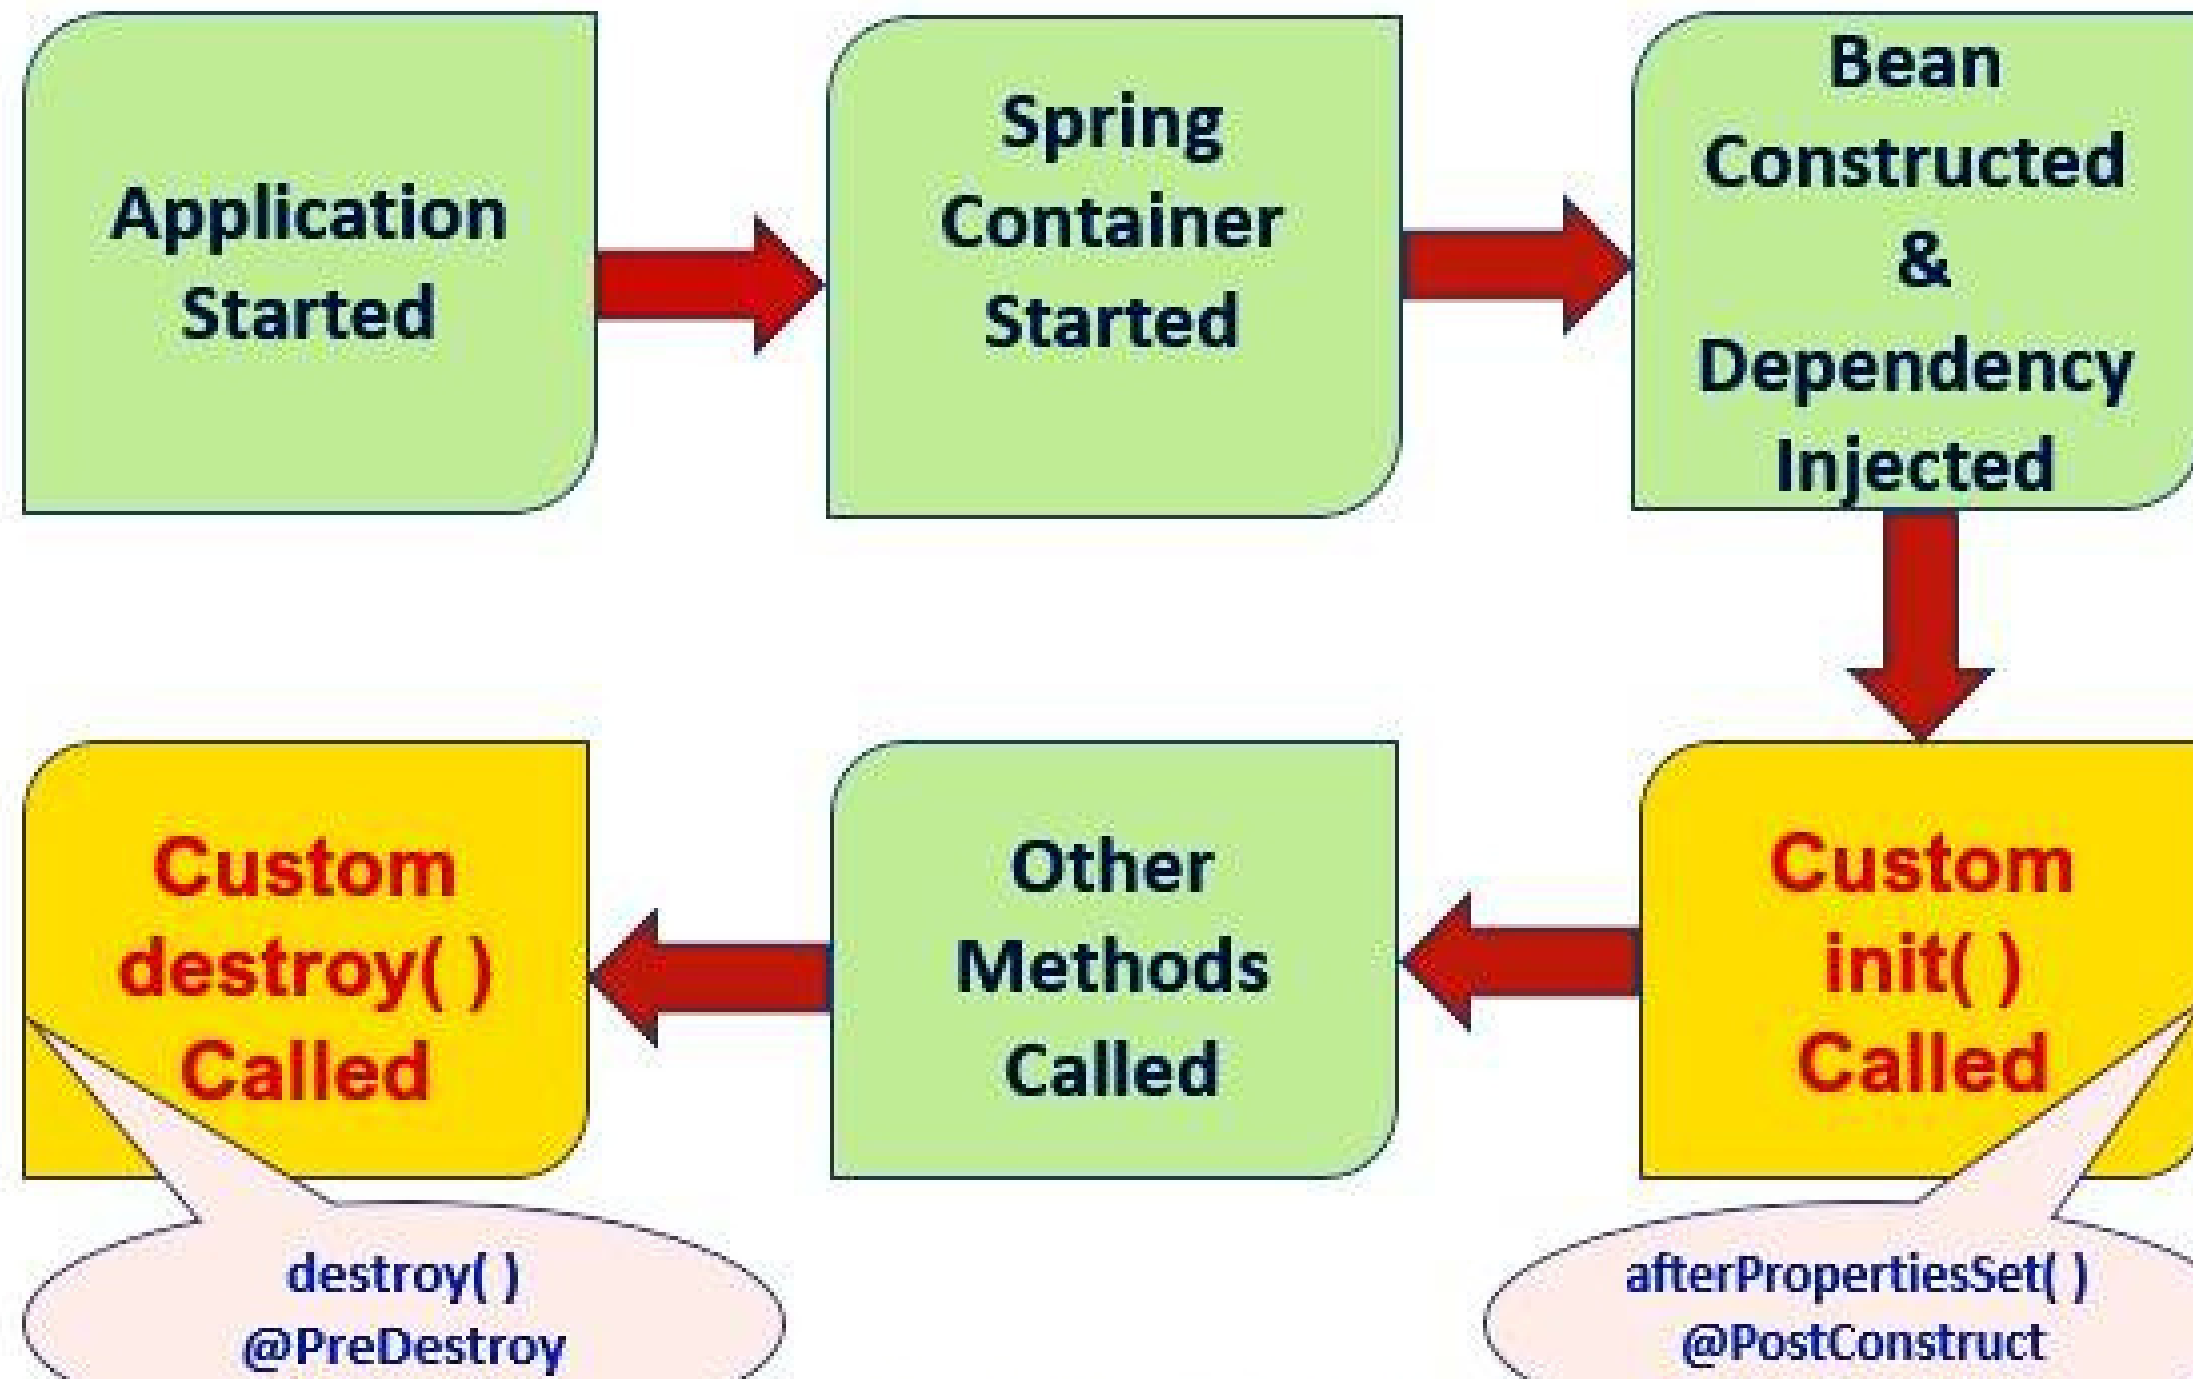 Application
Started
Spring
Container
Started
Bean
Constructed
&
Dependency
Injected
Custom
init( )
Called
Other
Methods
Called
Custom
destroy( )
Called
destroy( )
@PreDestroy
afterPropertiesSet( )
@PostConstruct